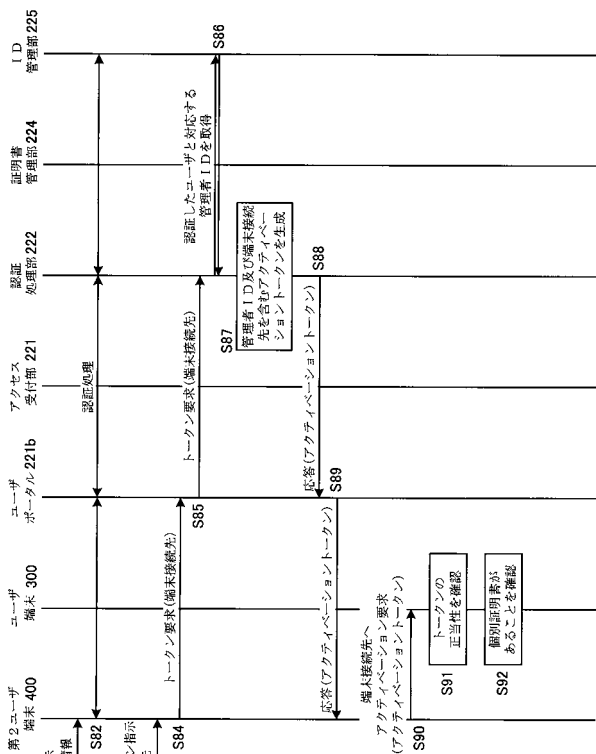 第2ユーザ
端末 400
ユーザ
端末 300
ユーザ
ポータル 221b
アクセス
受付部 221
認証
処理部 222
証明書
管理部 224
ID
管理部 225
情報
S82
認証処理
ン指示
S84
トークン要求(端末接続先)
S85
トークン要求(端末接続先)
認証したユーザと対応する
管理者IDを取得
S86
S87
管理者ID及び端末接続
先を含むアクティベー
ショントークンを生成
S88
応答(アクティベーショントークン)
S89
応答(アクティベーショントークン)
端末接続先へ
アクティベーション要求
(アクティベーショントークン)
S90
S91
トークンの
正当性を確認
S92
個別証明書が
あることを確認